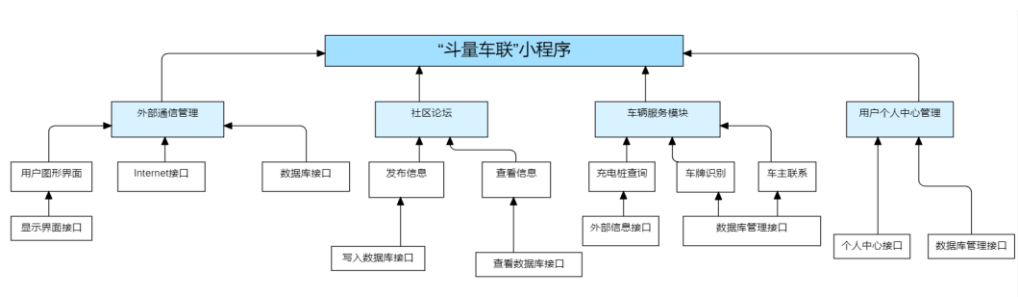 “斗量车联”小程序
外部通信管理
社区论坛
车辆服务模块
用户个人中心管理
用户图形界面
Internet接口
数据库接口
发布信息
查看信息
充电桩查询
车牌识别
车主联系
显示界面接口
外部信息接口
数据库管理接口
写入数据库接口
查看数据库接口
个人中心接口
数据库管理接口